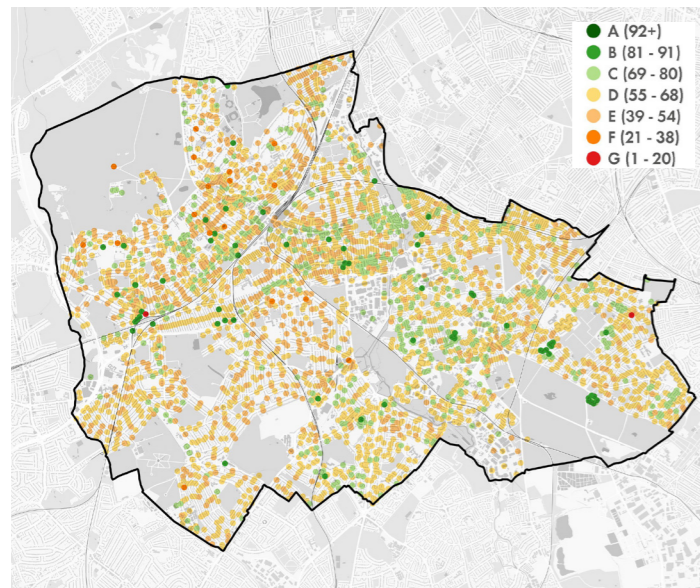 A (92+)
B (81 - 91)
C (69 - 80)
D (55 - 68)
E (39 - 54)
F (21 - 38)
G (1 - 20)